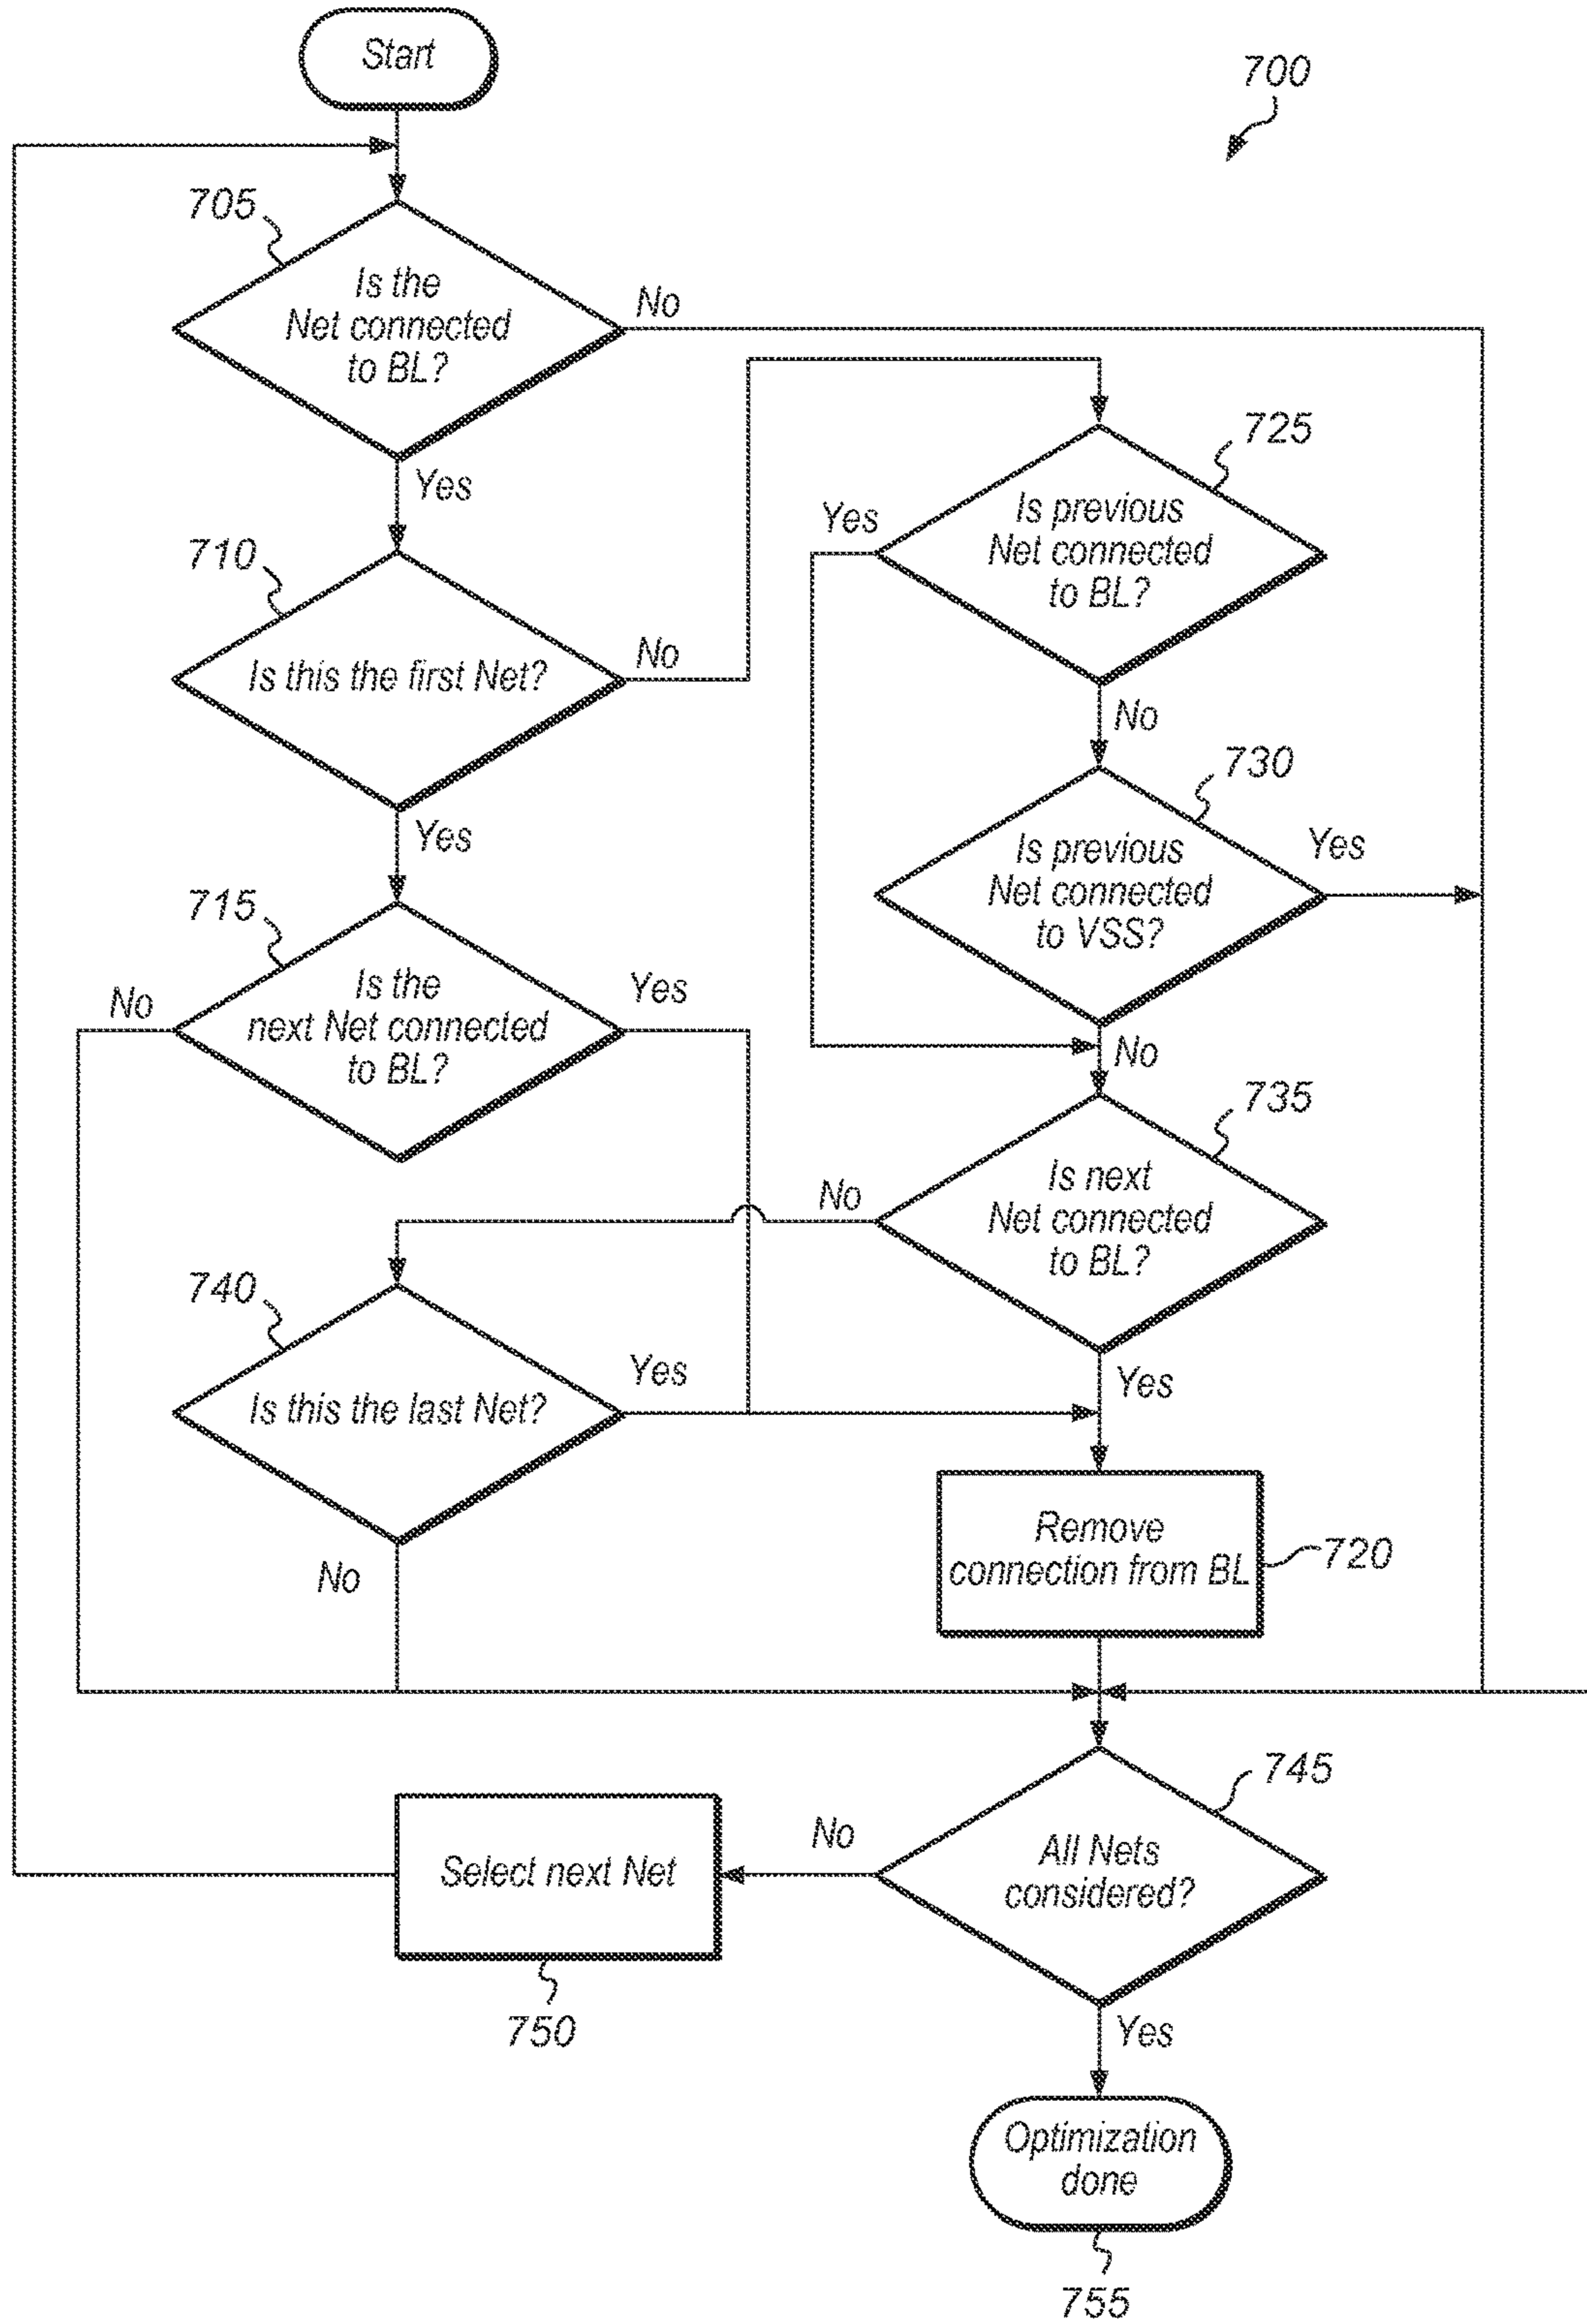 Start
700
705
Is the
Net connected
to BL?
No
Yes
725
Is previous
Net connected
to BL?
Yes
No
710
Is this the first Net?
No
Yes
730
Is previous
Net connected
to VSS?
Yes
No
715
Is the
next Net connected
to BL?
No
Yes
735
Is next
Net connected
to BL?
No
Yes
740
Is this the last Net?
Yes
No
Remove
connection from BL
720
745
All Nets
considered?
No
Yes
Select next Net
750
Optimization
done
755